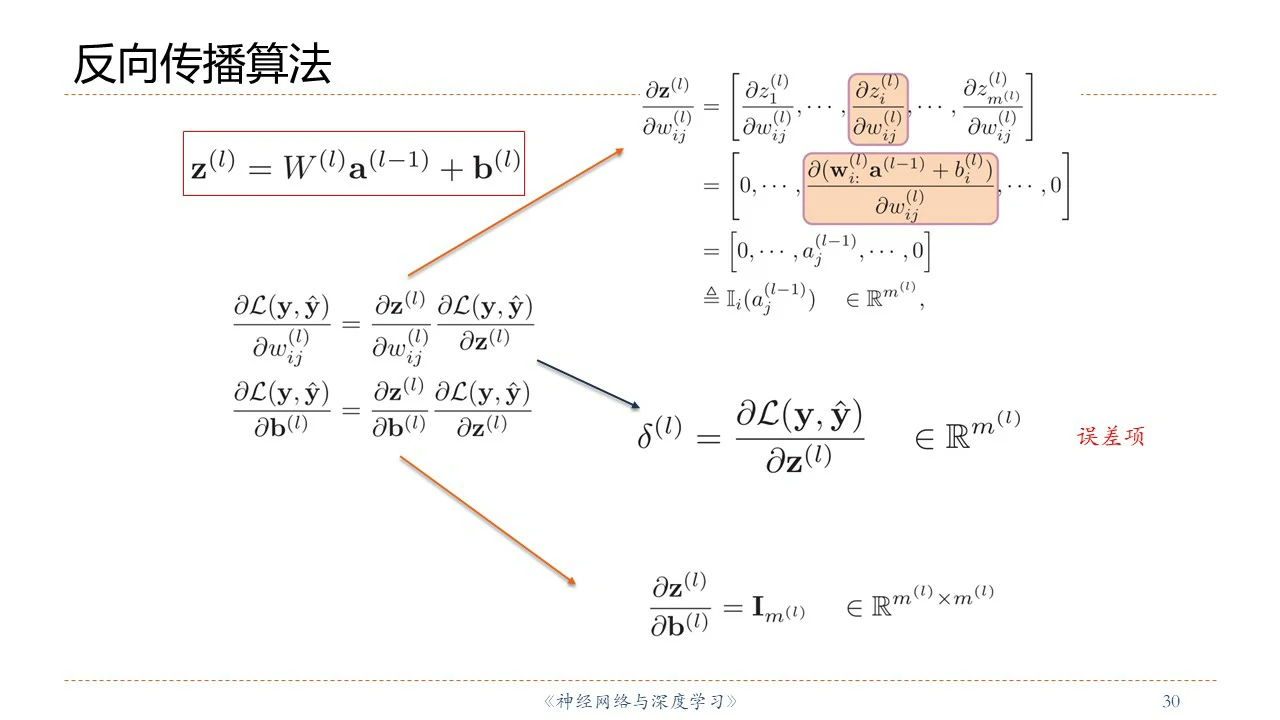 反向传播算法
$\mathbf{z}^{(l)} = W^{(l)}\mathbf{a}^{(l-1)} + \mathbf{b}^{(l)}$
$\frac{\partial \mathbf{z}^{(l)}}{\partial w_{ij}^{(l)}} = \left[\frac{\partial z_1^{(l)}}{\partial w_{ij}^{(l)}}, \cdots, \frac{\partial z_i^{(l)}}{\partial w_{ij}^{(l)}}, \cdots, \frac{\partial z_{m^{(l)}}^{(l)}}{\partial w_{ij}^{(l)}}\right]$
$= \left[0, \cdots, \frac{\partial(\mathbf{w}_{i:}^{(l)}\mathbf{a}^{(l-1)} + b_i^{(l)})}{\partial w_{ij}^{(l)}}, \cdots, 0\right]$
$= \left[0, \cdots, a_j^{(l-1)}, \cdots, 0\right]$
$\triangleq \mathbb{I}_i(a_j^{(l-1)}) \quad \in \mathbb{R}^{m^{(l)}},$
$\frac{\partial \mathcal{L}(\mathbf{y}, \hat{\mathbf{y}})}{\partial w_{ij}^{(l)}} = \frac{\partial \mathbf{z}^{(l)}}{\partial w_{ij}^{(l)}} \frac{\partial \mathcal{L}(\mathbf{y}, \hat{\mathbf{y}})}{\partial \mathbf{z}^{(l)}}$
$\frac{\partial \mathcal{L}(\mathbf{y}, \hat{\mathbf{y}})}{\partial \mathbf{b}^{(l)}} = \frac{\partial \mathbf{z}^{(l)}}{\partial \mathbf{b}^{(l)}} \frac{\partial \mathcal{L}(\mathbf{y}, \hat{\mathbf{y}})}{\partial \mathbf{z}^{(l)}}$
$\delta^{(l)} = \frac{\partial \mathcal{L}(\mathbf{y}, \hat{\mathbf{y}})}{\partial \mathbf{z}^{(l)}} \quad \in \mathbb{R}^{m^{(l)}}$ 误差项
$\frac{\partial \mathbf{z}^{(l)}}{\partial \mathbf{b}^{(l)}} = \mathbf{I}_{m^{(l)}} \quad \in \mathbb{R}^{m^{(l)} \times m^{(l)}}$
《神经网络与深度学习》 30